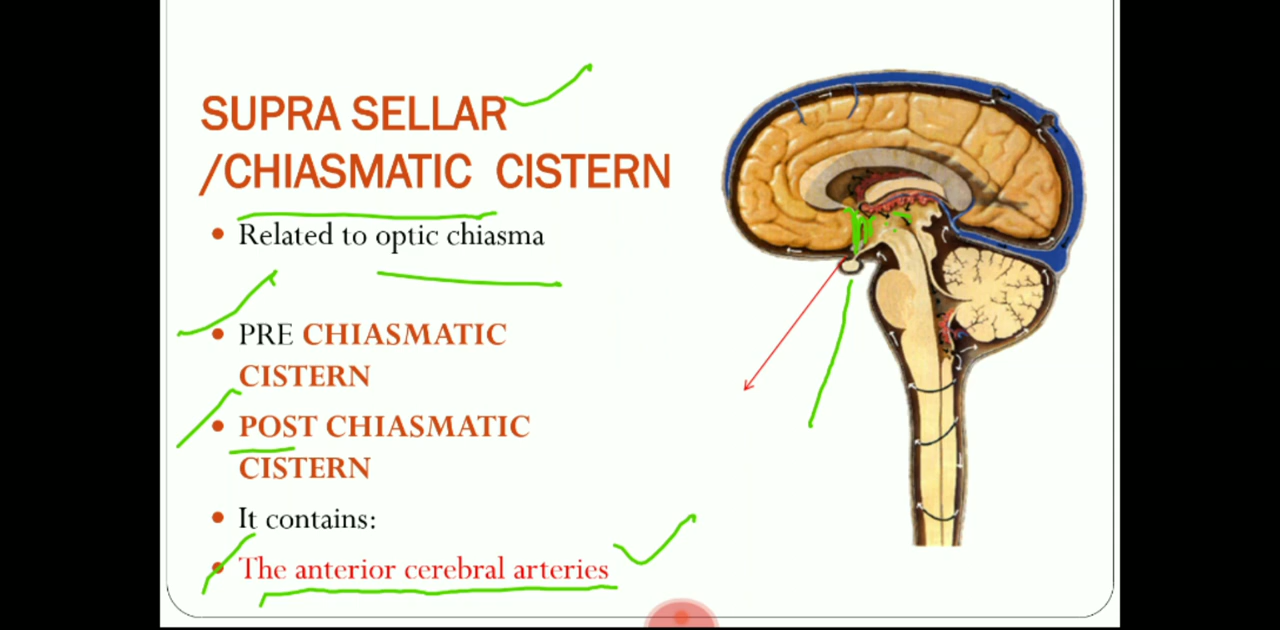 SUPRA SELLAR
/CHIASMATIC CISTERN
Related to optic chiasma
PRE CHIASMATIC
CISTERN
POST CHIASMATIC
CISTERN
It contains:
The anterior cerebral arteries